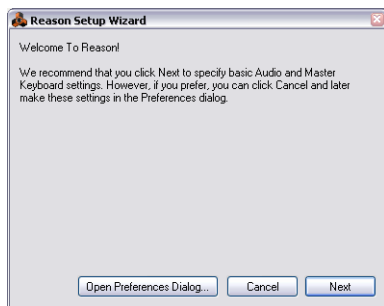 Reason Setup Wizard
Welcome To Reason!
We recommend that you click Next to specify basic Audio and Master
Keyboard settings. However, if you prefer, you can click Cancel and later
make these settings in the Preferences dialog.
Open Preferences Dialog...
Cancel
Next